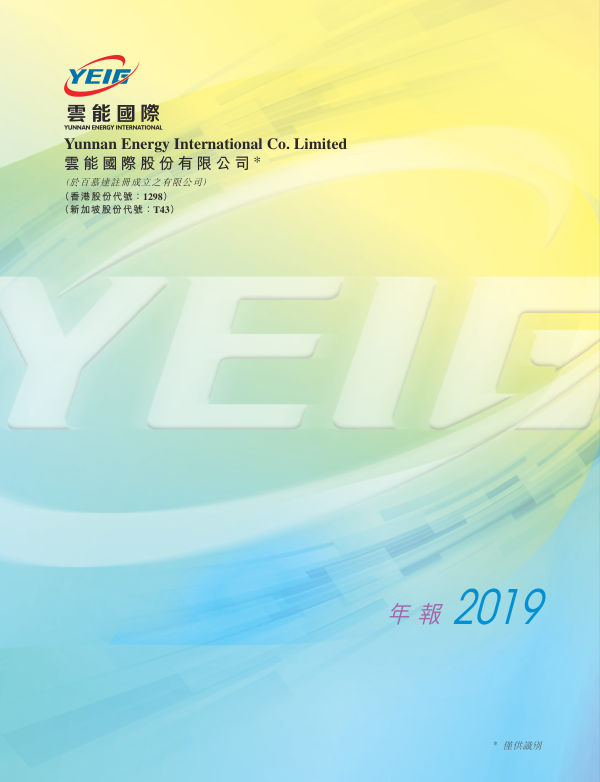 YEIG
雲能國際
YUNNAN ENERGY INTERNATIONAL
Yunnan Energy International Co. Limited
雲能國際股份有限公司*
（於百慕達註冊成立之有限公司）
（香港股份代號：1298）
（新加坡股份代號：T43）
YEIG
年報 2019
* 僅供識別